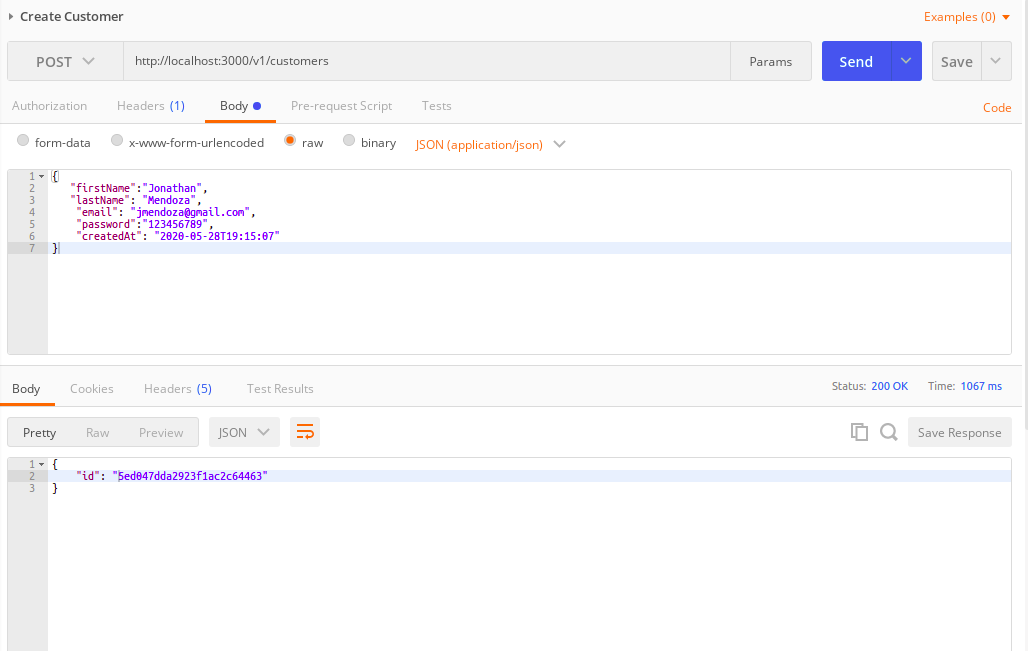 Create Customer Examples (0)
POST http://localhost:3000/v1/customers Params Send Save
Authorization Headers (1) Body Pre-request Script Tests Code
form-data x-www-form-urlencoded raw binary JSON (application/json)
1 {
2 "firstName":"Jonathan",
3 "lastName": "Mendoza",
4 "email": "jmendoza@gmail.com",
5 "password":"123456789",
6 "createdAt": "2020-05-28T19:15:07"
7 }
Body Cookies Headers (5) Test Results Status: 200 OK Time: 1067 ms
Pretty Raw Preview JSON Save Response
1 {
2 "id": "5ed047dda2923f1ac2c64463"
3 }